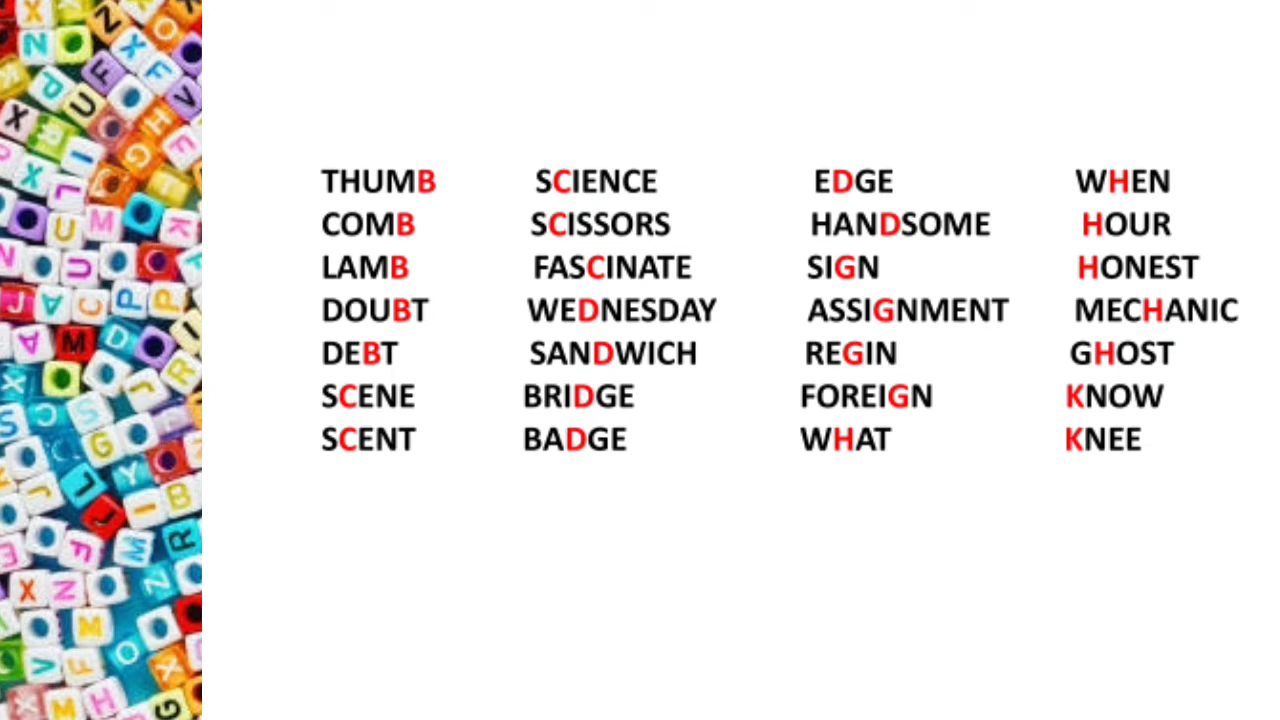 THUMB SCIENCE EDGE WHEN
COMB SCISSORS HANDSOME HOUR
LAMB FASCINATE SIGN HONEST
DOUBT WEDNESDAY ASSIGNMENT MECHANIC
DEBT SANDWICH REGIN GHOST
SCENE BRIDGE FOREIGN KNOW
SCENT BADGE WHAT KNEE